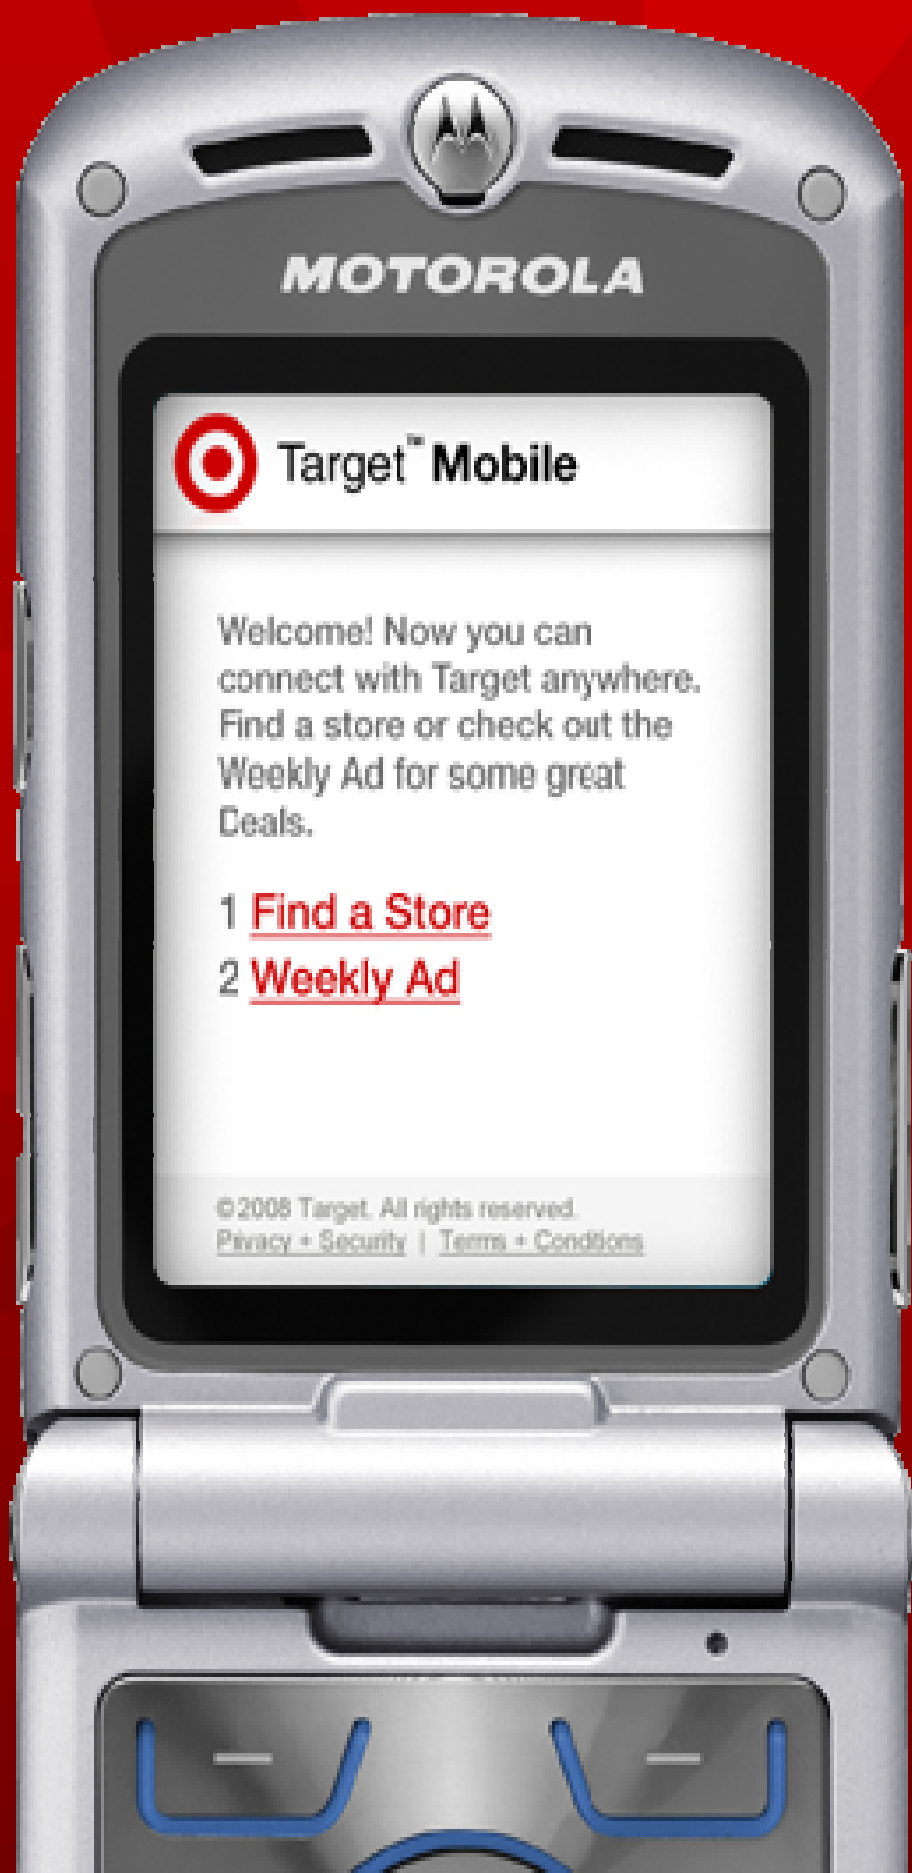 MOTOROLA
Target™ Mobile
Welcome! Now you can
connect with Target anywhere.
Find a store or check out the
Weekly Ad for some great
Deals.
1 Find a Store
2 Weekly Ad
©2008 Target. All rights reserved.
Privacy + Security | Terms + Conditions